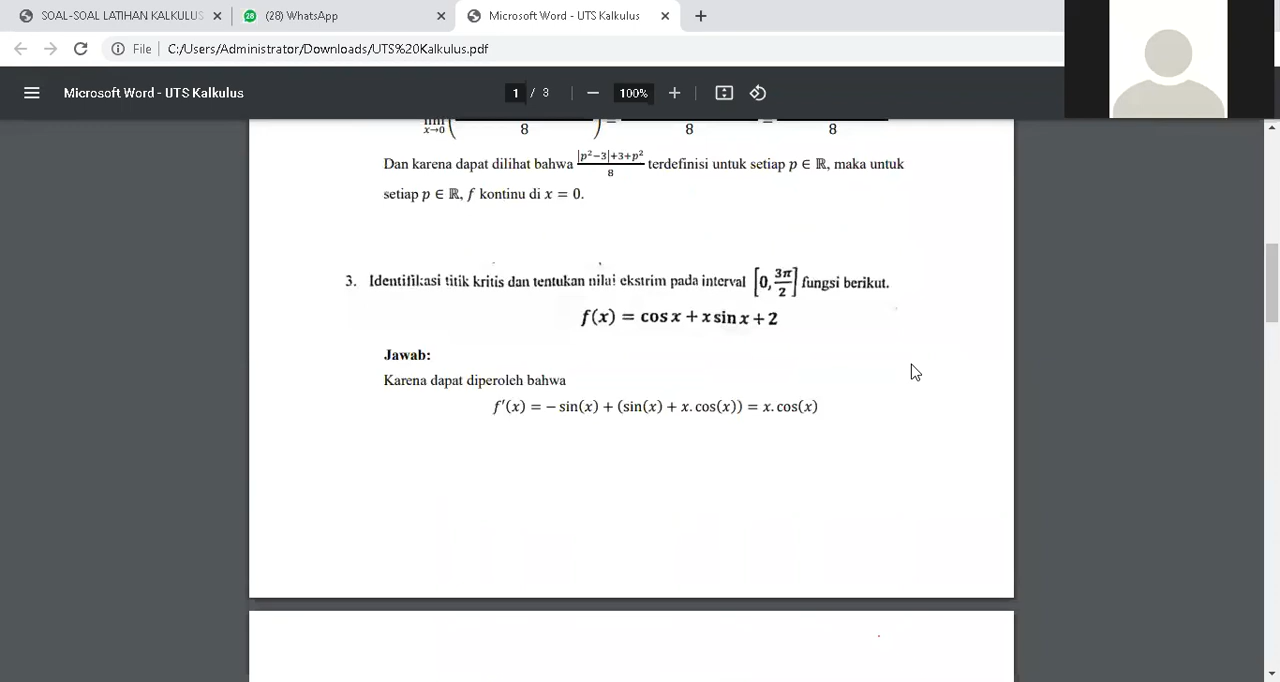 SOAL-SOAL LATIHAN KALKULUS
(28) WhatsApp
Microsoft Word - UTS Kalkulus
File
C:/Users/Administrator/Downloads/UTS%20Kalkulus.pdf
Microsoft Word - UTS Kalkulus
1 / 3
100%
lim x→0 ( 8 ) = 8 = 8
Dan karena dapat dilihat bahwa |p²−3|+3+p² / 8 terdefinisi untuk setiap p ∈ ℝ, maka untuk
setiap p ∈ ℝ, f kontinu di x = 0.
3. Identifikasi titik kritis dan tentukan nilai ekstrim pada interval [0, 3π/2] fungsi berikut.
f(x) = cos x + x sin x + 2
Jawab:
Karena dapat diperoleh bahwa
f′(x) = − sin(x) + (sin(x) + x. cos(x)) = x. cos(x)